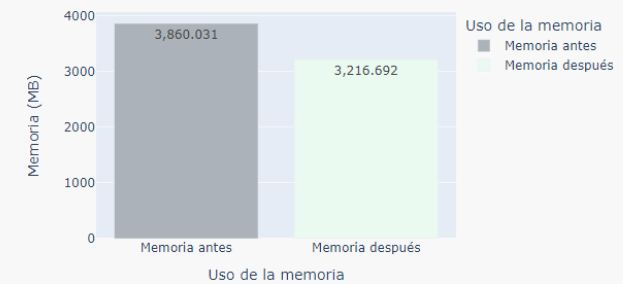 4000
3000
2000
1000
0
Memoria (MB)
3,860.031
3,216.692
Memoria antes
Memoria después
Uso de la memoria
Uso de la memoria
Memoria antes
Memoria después